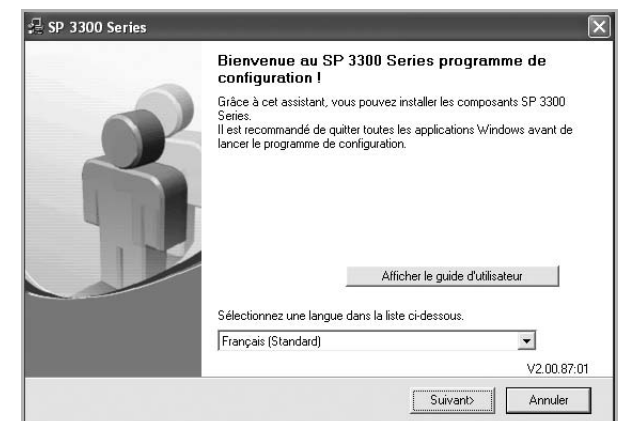 SP 3300 Series
Bienvenue au SP 3300 Series programme de
configuration !
Grâce à cet assistant, vous pouvez installer les composants SP 3300
Series.
Il est recommandé de quitter toutes les applications Windows avant de
lancer le programme de configuration.
Afficher le guide d'utilisateur
Sélectionnez une langue dans la liste ci-dessous.
Français (Standard)
V2.00.87:01
Suivant>
Annuler